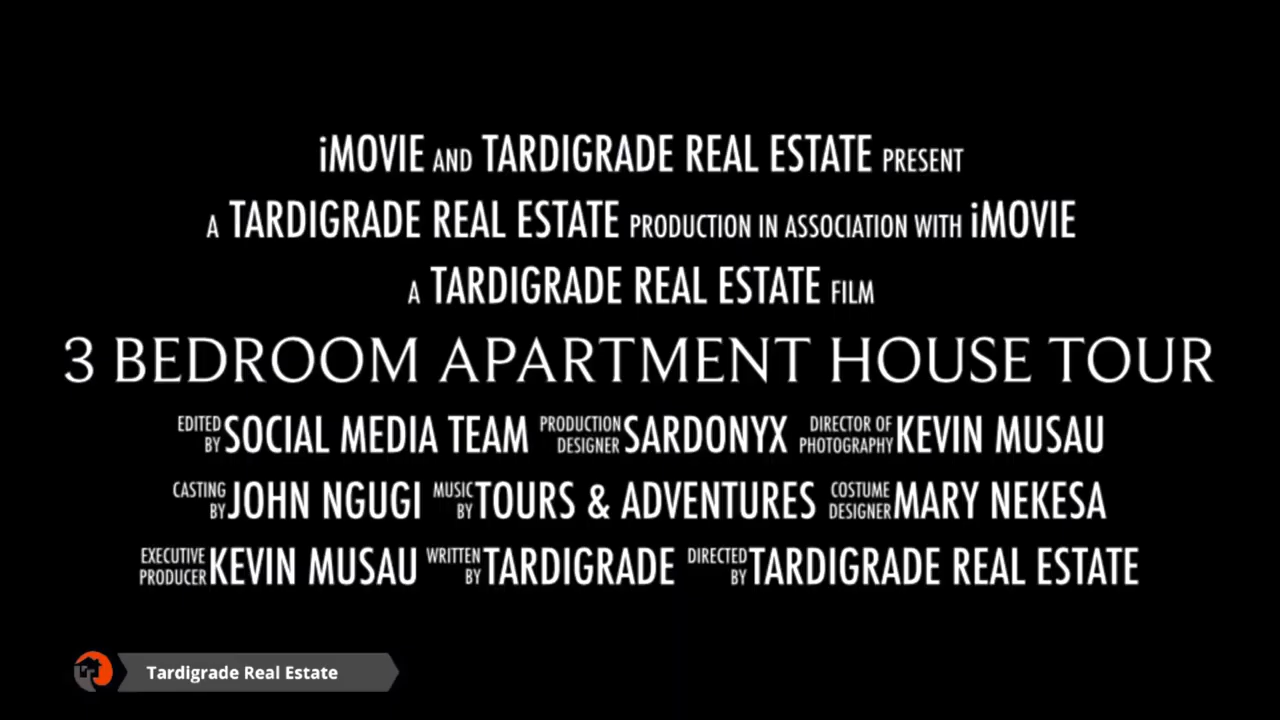 iMOVIE AND TARDIGRADE REAL ESTATE PRESENT
A TARDIGRADE REAL ESTATE PRODUCTION IN ASSOCIATION WITH iMOVIE
A TARDIGRADE REAL ESTATE FILM
3 BEDROOM APARTMENT HOUSE TOUR
EDITED BY SOCIAL MEDIA TEAM PRODUCTION DESIGNER SARDONYX DIRECTOR OF PHOTOGRAPHY KEVIN MUSAU
CASTING BY JOHN NGUGI MUSIC BY TOURS & ADVENTURES COSTUME DESIGNER MARY NEKESA
EXECUTIVE PRODUCER KEVIN MUSAU WRITTEN BY TARDIGRADE DIRECTED BY TARDIGRADE REAL ESTATE
Tardigrade Real Estate